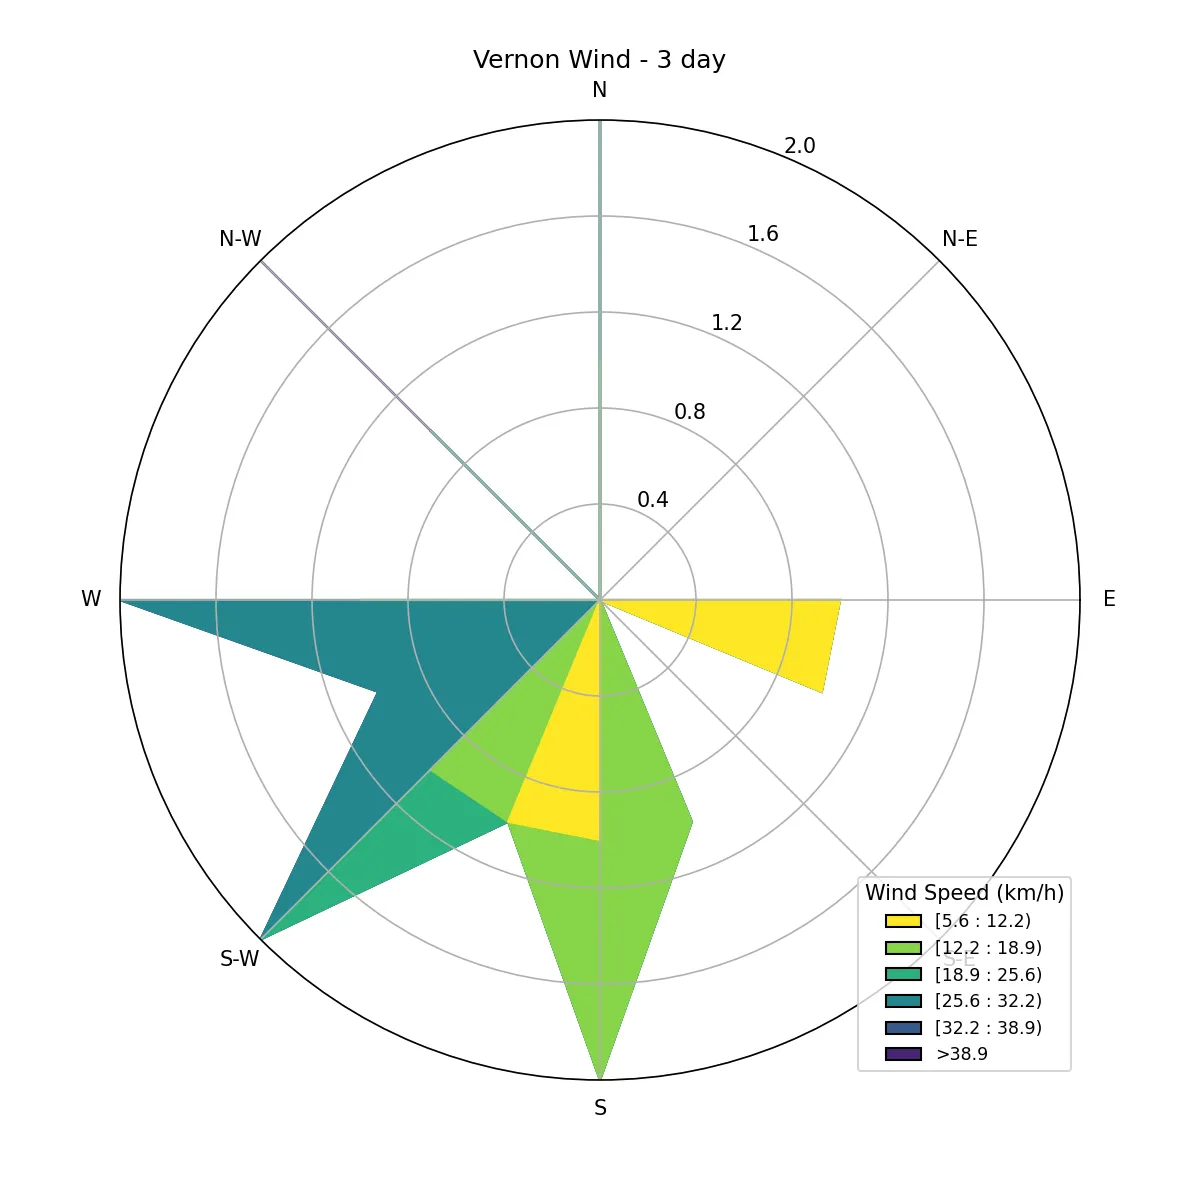 Vernon Wind - 3 day
N
2.0
N-W
1.6
N-E
1.2
0.8
0.4
W
E
Wind Speed (km/h)
[5.6 : 12.2)
[12.2 : 18.9)
S-W
S-E
[18.9 : 25.6)
[25.6 : 32.2)
[32.2 : 38.9)
>38.9
S